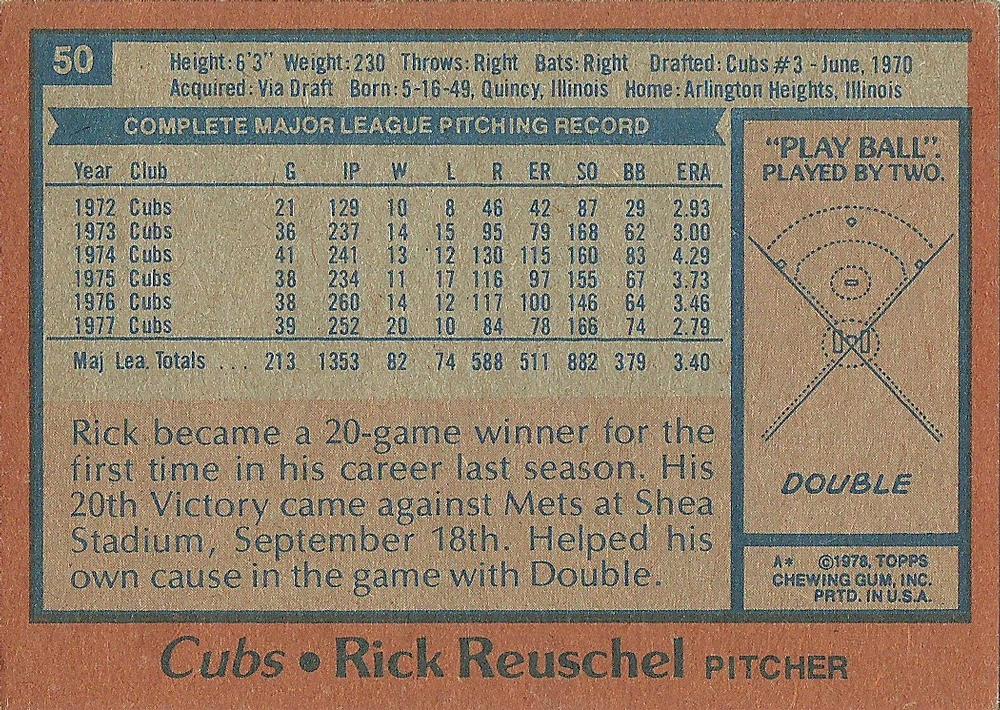 50
Height: 6'3" Weight: 230 Throws: Right Bats: Right Drafted: Cubs #3 - June, 1970
Acquired: Via Draft Born: 5-16-49, Quincy, Illinois Home: Arlington Heights, Illinois
COMPLETE MAJOR LEAGUE PITCHING RECORD
Year Club G IP W L R ER SO BB ERA
1972 Cubs 21 129 10 8 46 42 87 29 2.93
1973 Cubs 36 237 14 15 95 79 168 62 3.00
1974 Cubs 41 241 13 12 130 115 160 83 4.29
1975 Cubs 38 234 11 17 116 97 155 67 3.73
1976 Cubs 38 260 14 12 117 100 146 64 3.46
1977 Cubs 39 252 20 10 84 78 166 74 2.79
Maj Lea. Totals ... 213 1353 82 74 588 511 882 379 3.40
Rick became a 20-game winner for the
first time in his career last season. His
20th Victory came against Mets at Shea
Stadium, September 18th. Helped his
own cause in the game with Double.
"PLAY BALL".
PLAYED BY TWO.
DOUBLE
A* ©1978, TOPPS
CHEWING GUM, INC.
PRTD. IN U.S.A.
Cubs • Rick Reuschel PITCHER